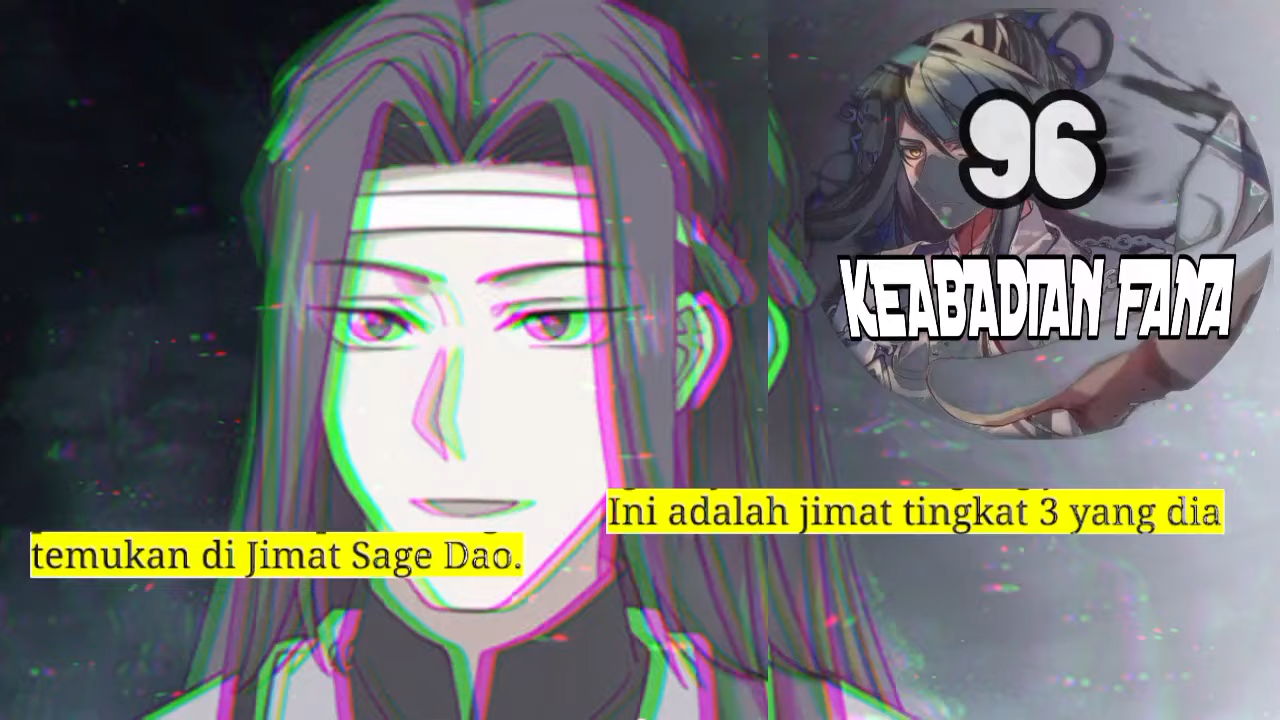 96
KEABADIAN FANA
Ini adalah jimat tingkat 3 yang dia
temukan di Jimat Sage Dao.